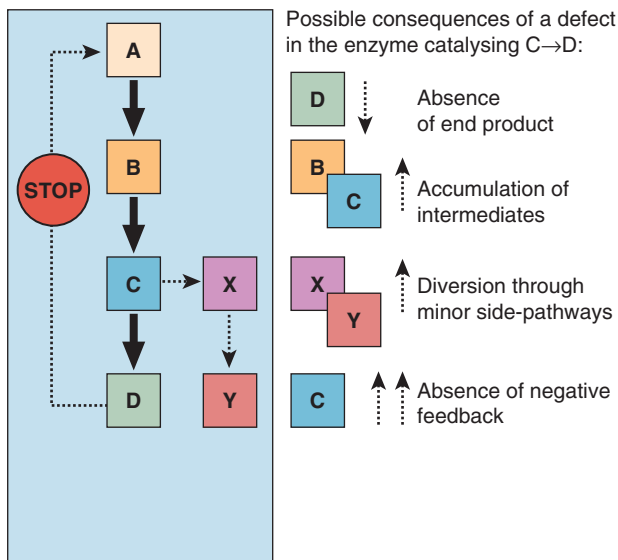 Possible consequences of a defect
in the enzyme catalysing C→D:
A
B
STOP
C
X
D
Y
D
Absence
of end product
B
C
Accumulation of
intermediates
X
Y
Diversion through
minor side-pathways
C
Absence of negative
feedback